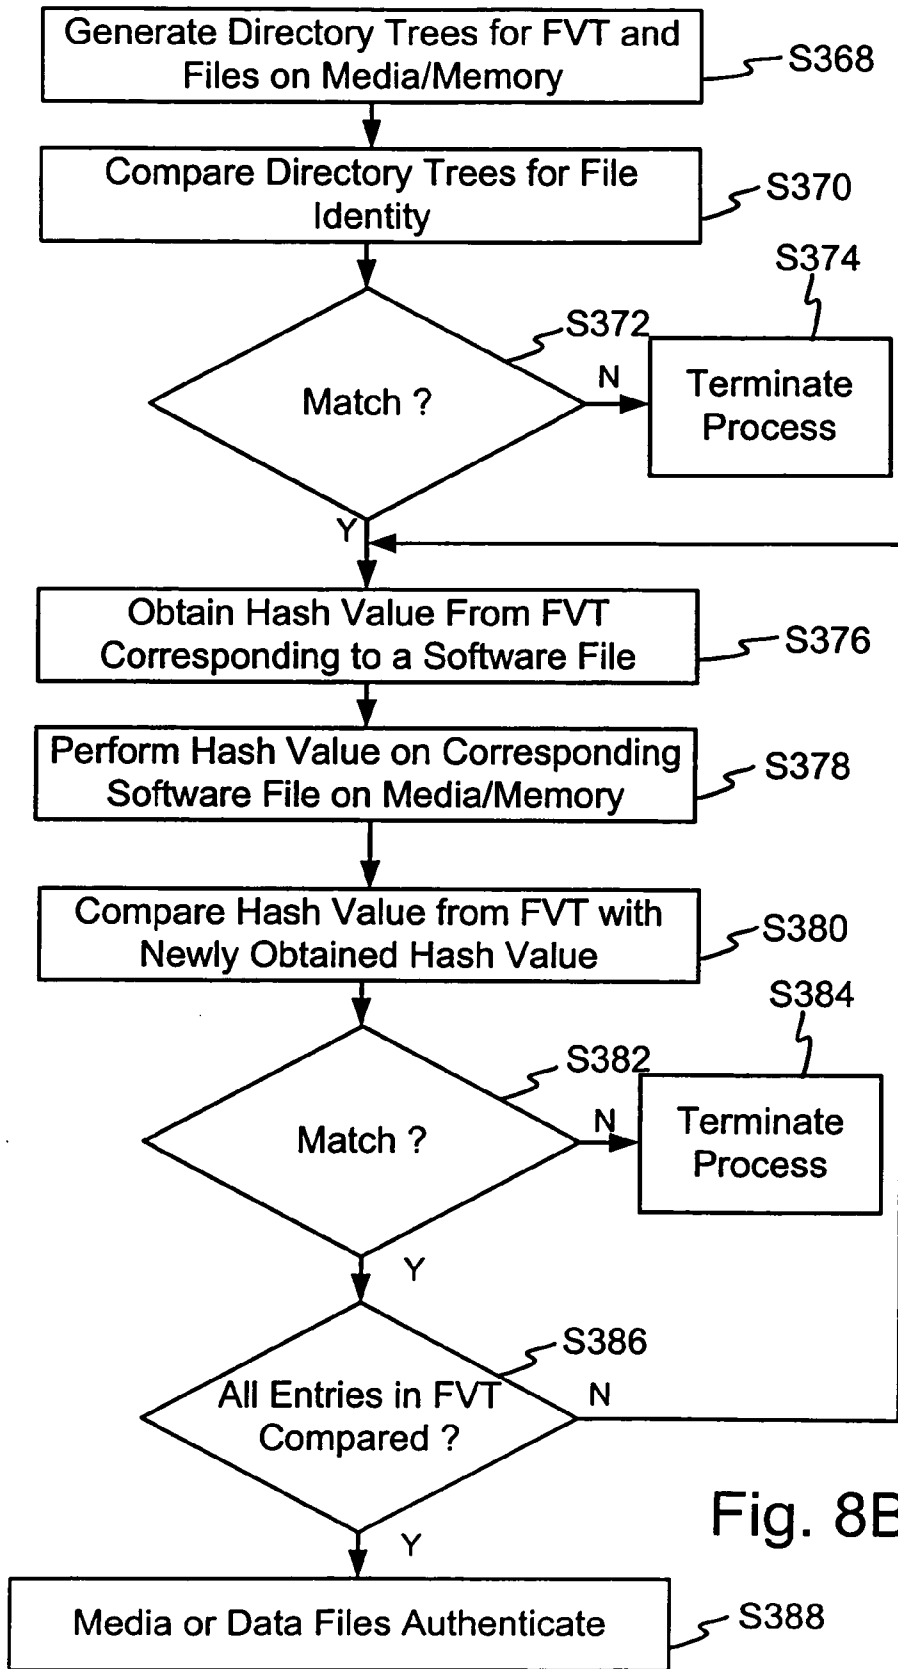 Generate Directory Trees for FVT and
Files on Media/Memory
S368
Compare Directory Trees for File
Identity
S370
S374
S372
Match ?
N
Terminate
Process
Y
Obtain Hash Value From FVT
Corresponding to a Software File
S376
Perform Hash Value on Corresponding
Software File on Media/Memory
S378
Compare Hash Value from FVT with
Newly Obtained Hash Value
S380
S384
S382
Match ?
N
Terminate
Process
Y
S386
All Entries in FVT
Compared ?
N
Fig. 8B
Y
Media or Data Files Authenticate
S388